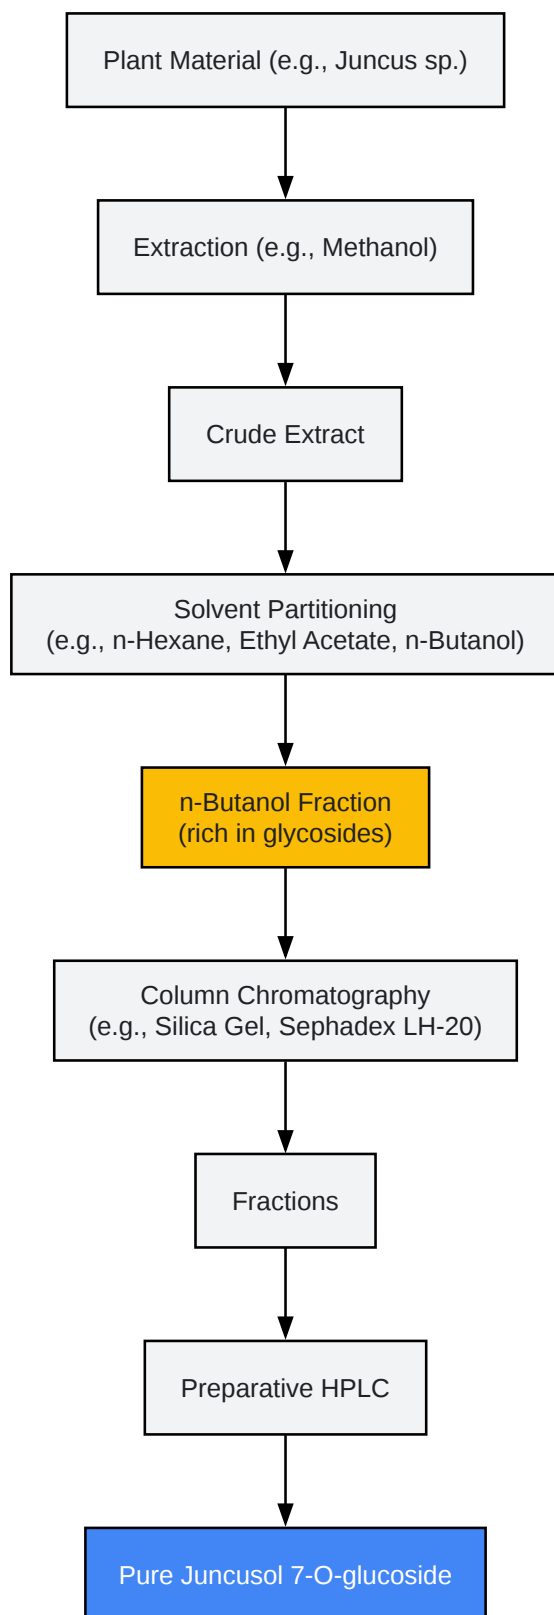 Plant Material (e.g., Juncus sp.)
Extraction (e.g., Methanol)
Crude Extract
Solvent Partitioning
(e.g., n-Hexane, Ethyl Acetate, n-Butanol)
n-Butanol Fraction
(rich in glycosides)
Column Chromatography
(e.g., Silica Gel, Sephadex LH-20)
Fractions
Preparative HPLC
Pure Juncusol 7-O-glucoside